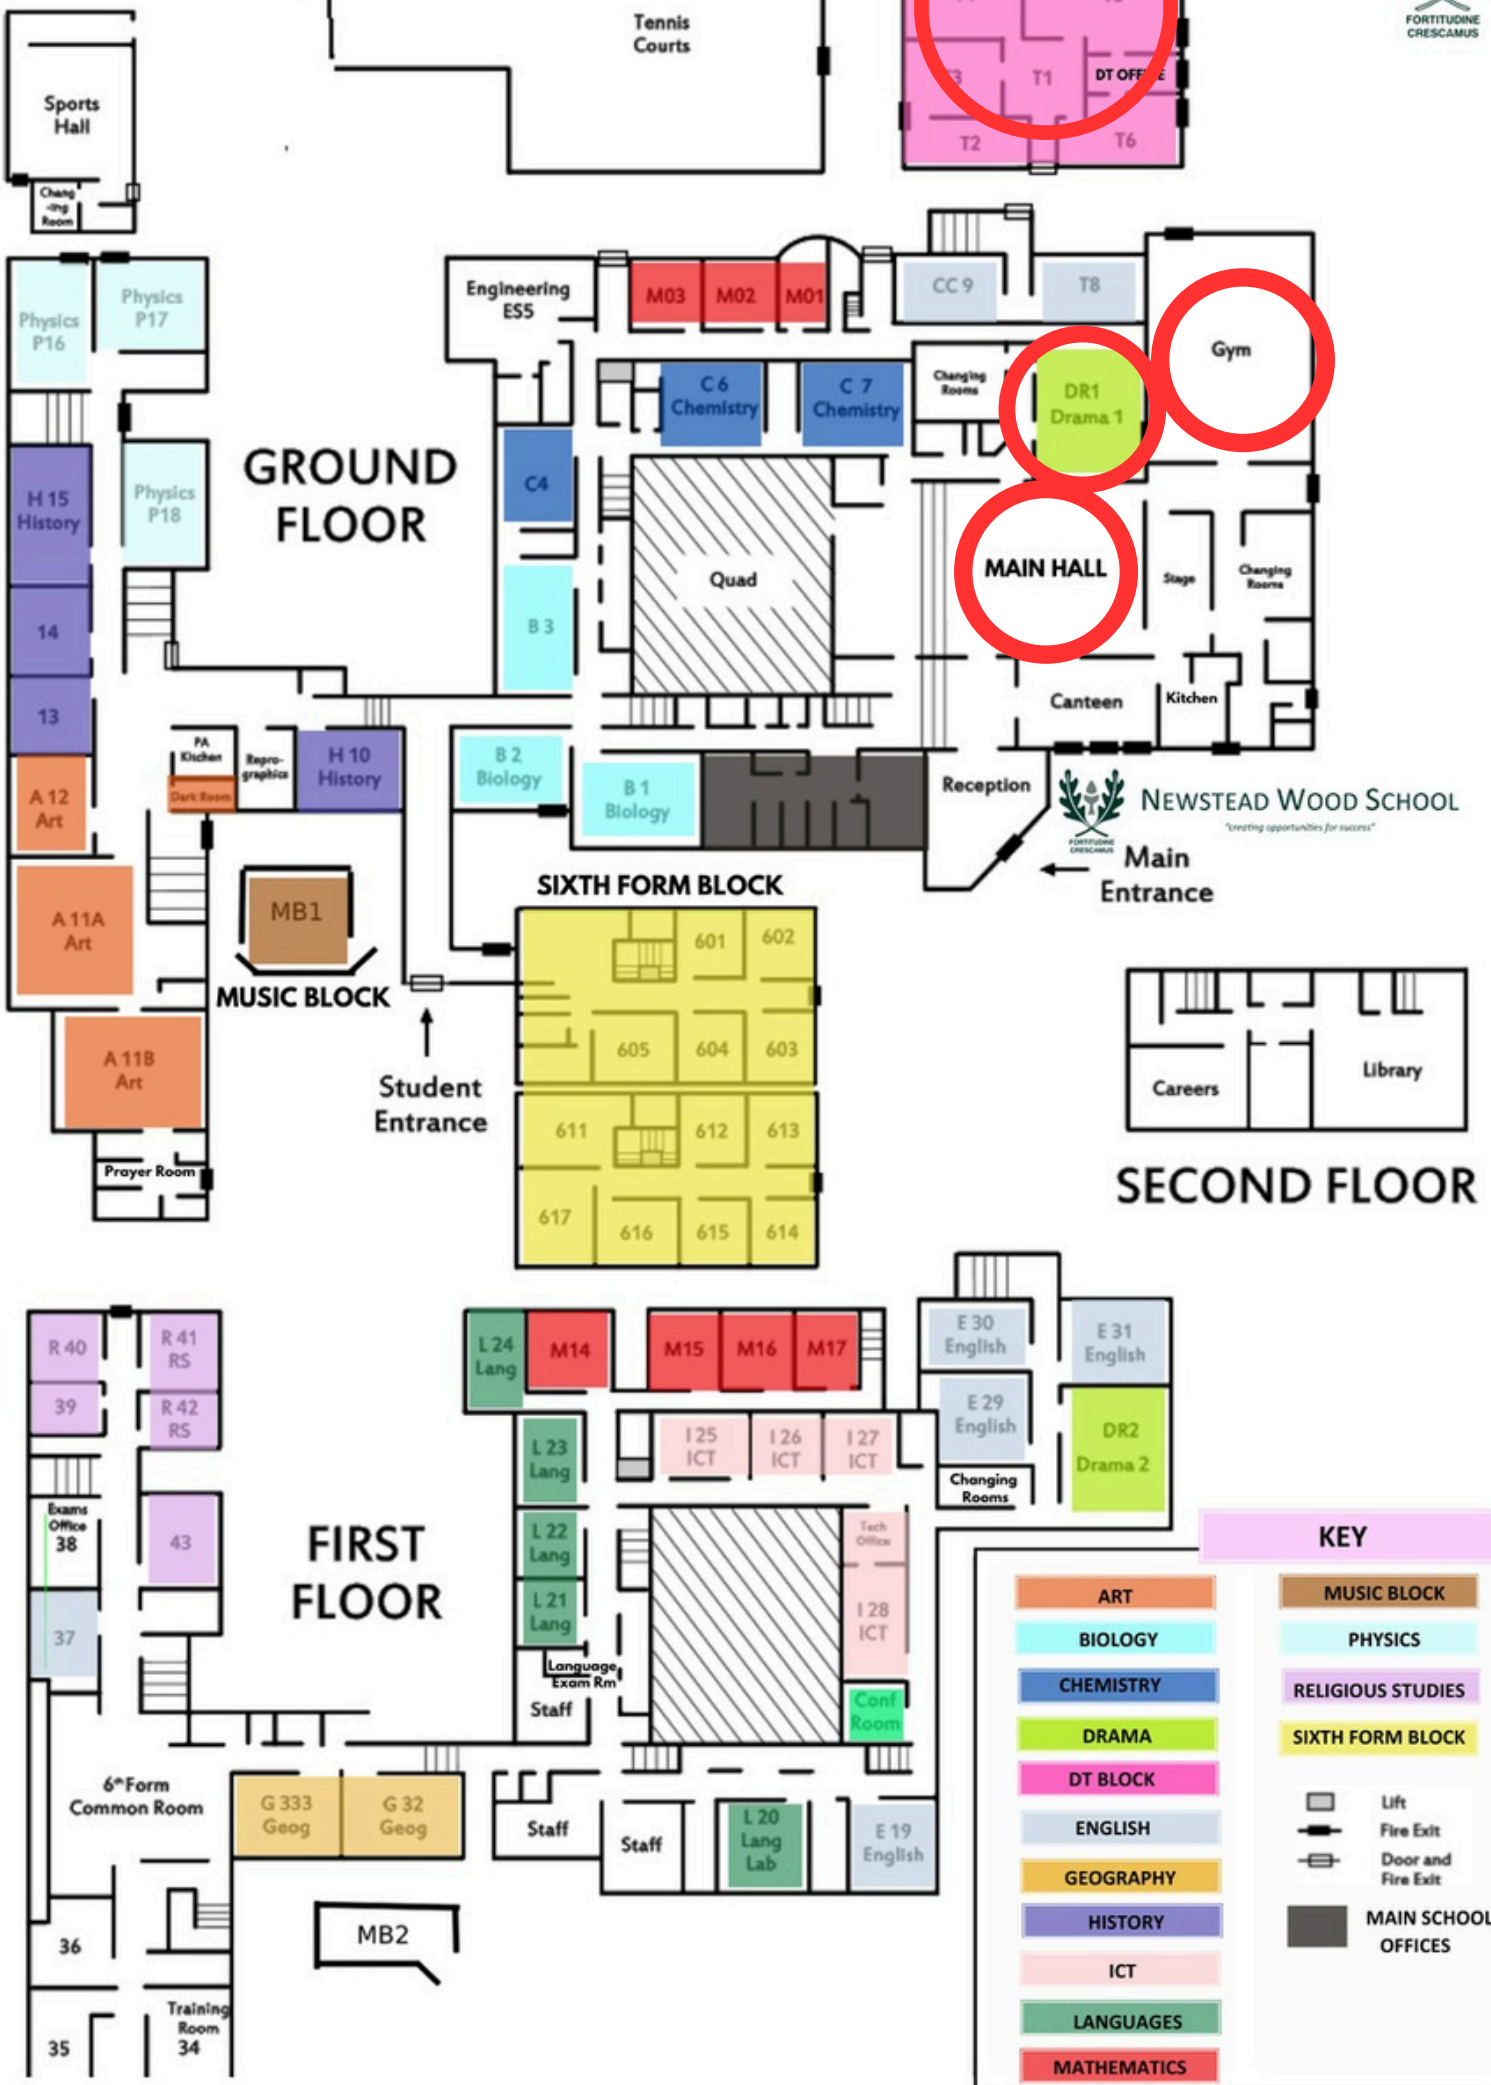 Tennis
Courts
FORTITUDINE
CRESCAMUS
T1
DT OFFICE
T2
T6
Sports
Hall
Chang
-ing
Room
Physics
P16
Physics
P17
Engineering
ES5
M03
M02
M01
CC 9
T8
Gym
Changing
Rooms
DR1
Drama 1
C 6
Chemistry
C 7
Chemistry
GROUND
FLOOR
H 15
History
Physics
P18
C4
Quad
MAIN HALL
Stage
Changing
Rooms
14
B 3
13
Canteen
Kitchen
PA
Kitchen
Repro-
graphics
H 10
History
B 2
Biology
B 1
Biology
Reception
Dark Room
A 12
Art
NEWSTEAD WOOD SCHOOL
"creating opportunities for success"
FORTITUDINE
CRESCAMUS
Main
Entrance
SIXTH FORM BLOCK
A 11A
Art
MB1
MUSIC BLOCK
601
602
605
604
603
A 11B
Art
Student
Entrance
Careers
Library
611
612
613
Prayer Room
SECOND FLOOR
617
616
615
614
R 40
R 41
RS
L 24
Lang
M14
M15
M16
M17
E 30
English
E 31
English
39
R 42
RS
E 29
English
L 23
Lang
I 25
ICT
I 26
ICT
I 27
ICT
DR2
Drama 2
Changing
Rooms
Exams
Office
38
43
FIRST
FLOOR
L 22
Lang
Tech
Office
37
L 21
Lang
I 28
ICT
Language
Exam Rm
Staff
Conf
Room
6th Form
Common Room
G 333
Geog
G 32
Geog
Staff
Staff
L 20
Lang
Lab
E 19
English
36
MB2
35
Training
Room
34
KEY
ART
MUSIC BLOCK
BIOLOGY
PHYSICS
CHEMISTRY
RELIGIOUS STUDIES
DRAMA
SIXTH FORM BLOCK
DT BLOCK
ENGLISH
Lift
Fire Exit
Door and
Fire Exit
GEOGRAPHY
HISTORY
MAIN SCHOOL
OFFICES
ICT
LANGUAGES
MATHEMATICS